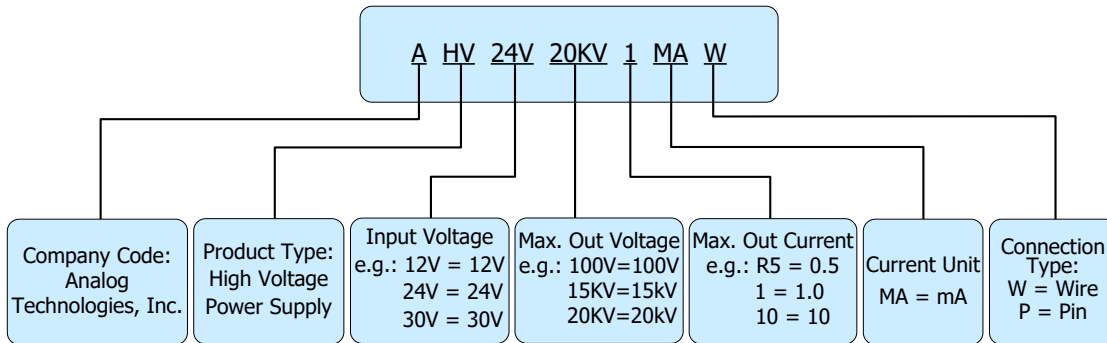 A HV 24V 20KV 1 MA W
Company Code:
Analog
Technologies, Inc.
Product Type:
High Voltage
Power Supply
Input Voltage
e.g.: 12V = 12V
24V = 24V
30V = 30V
Max. Out Voltage
e.g.: 100V=100V
15KV=15kV
20KV=20kV
Max. Out Current
e.g.: R5 = 0.5
1 = 1.0
10 = 10
Current Unit
MA = mA
Connection
Type:
W = Wire
P = Pin